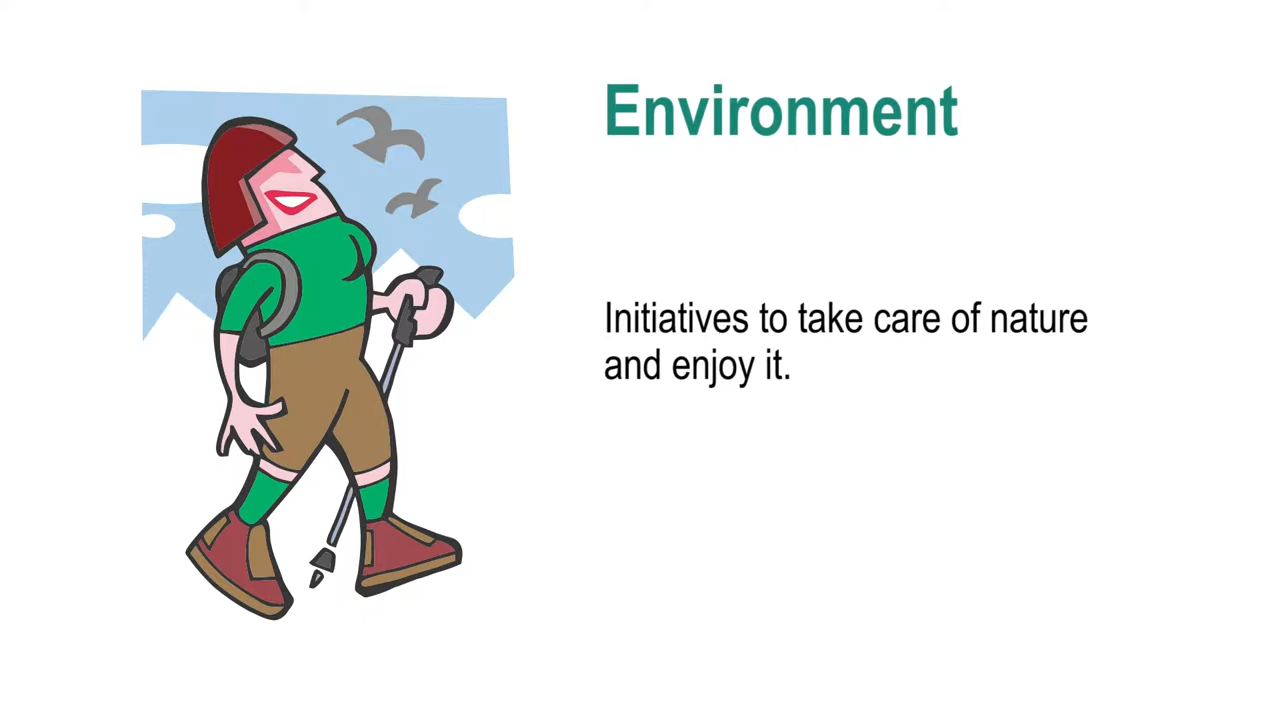 Environment
Initiatives to take care of nature
and enjoy it.